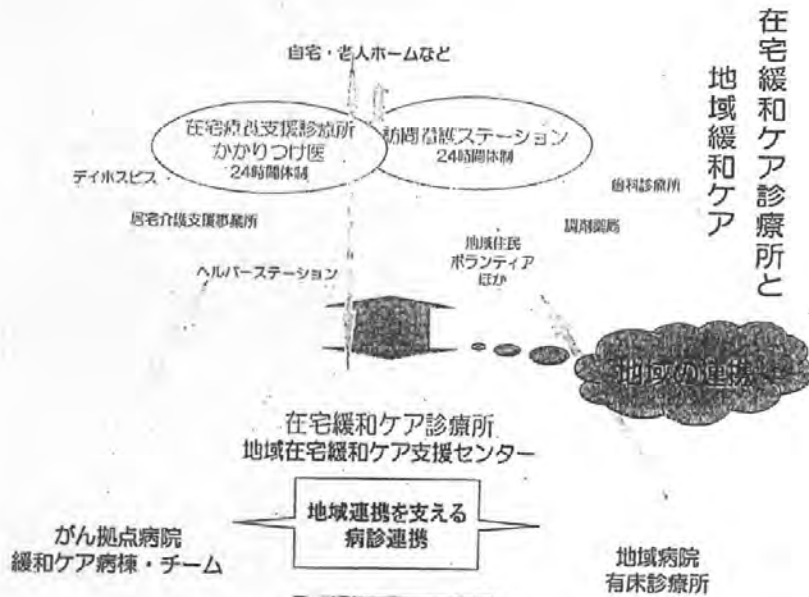 在宅緩和ケア診療所と
地域緩和ケア
自宅・老人ホームなど
在宅療養支援診療所
かかりつけ医
24時間体制
訪問看護ステーション
24時間体制
デイホスピス
歯科診療所
居宅介護支援事業所
調剤薬局
地域住民
ボランティア
ほか
ヘルパーステーション
地域の連携
在宅緩和ケア診療所
地域在宅緩和ケア支援センター
地域連携を支える
病診連携
がん拠点病院
緩和ケア病棟・チーム
地域病院
有床診療所